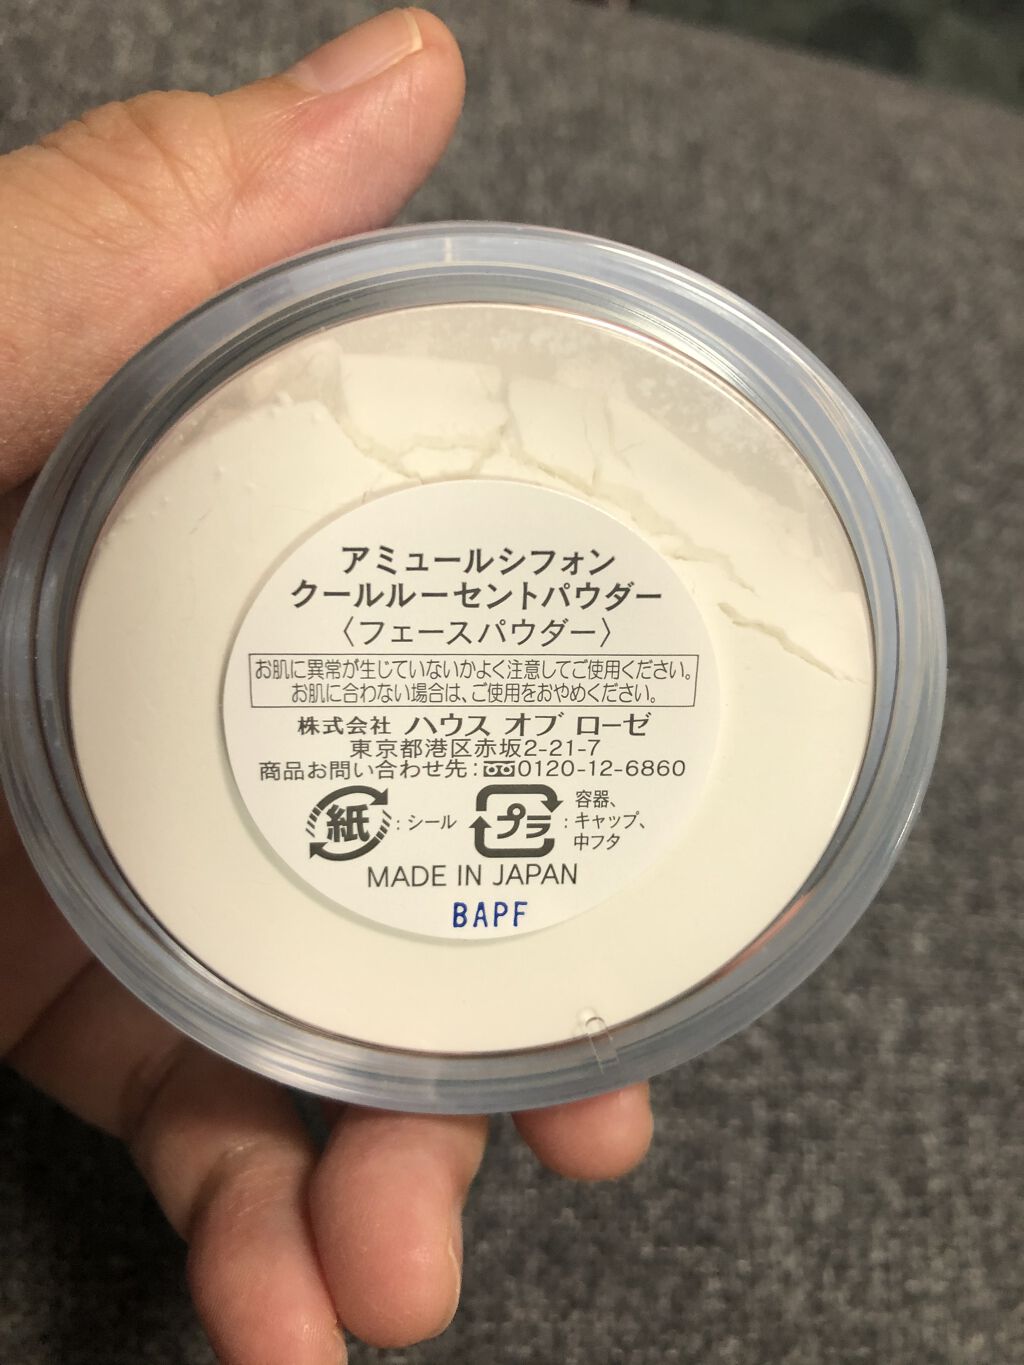 アミュールシフォン
クールルーセントパウダー
〈フェースパウダー〉
お肌に異常が生じていないかよく注意してご使用ください。
お肌に合わない場合は、ご使用をおやめください。
株式会社 ハウス オブ ローゼ
東京都港区赤坂2-21-7
商品お問い合わせ先：0120-12-6860
紙：シール
プラ：容器、
キャップ、
中フタ
MADE IN JAPAN
BAPF